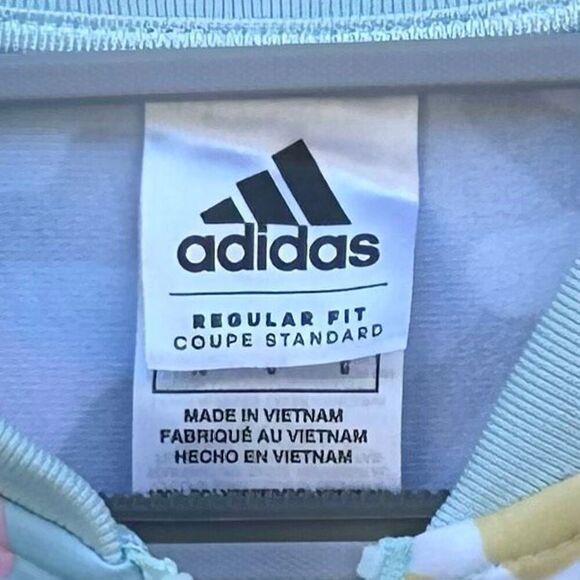 adidas
REGULAR FIT
COUPE STANDARD
MADE IN VIETNAM
FABRIQUÉ AU VIETNAM
HECHO EN VIETNAM